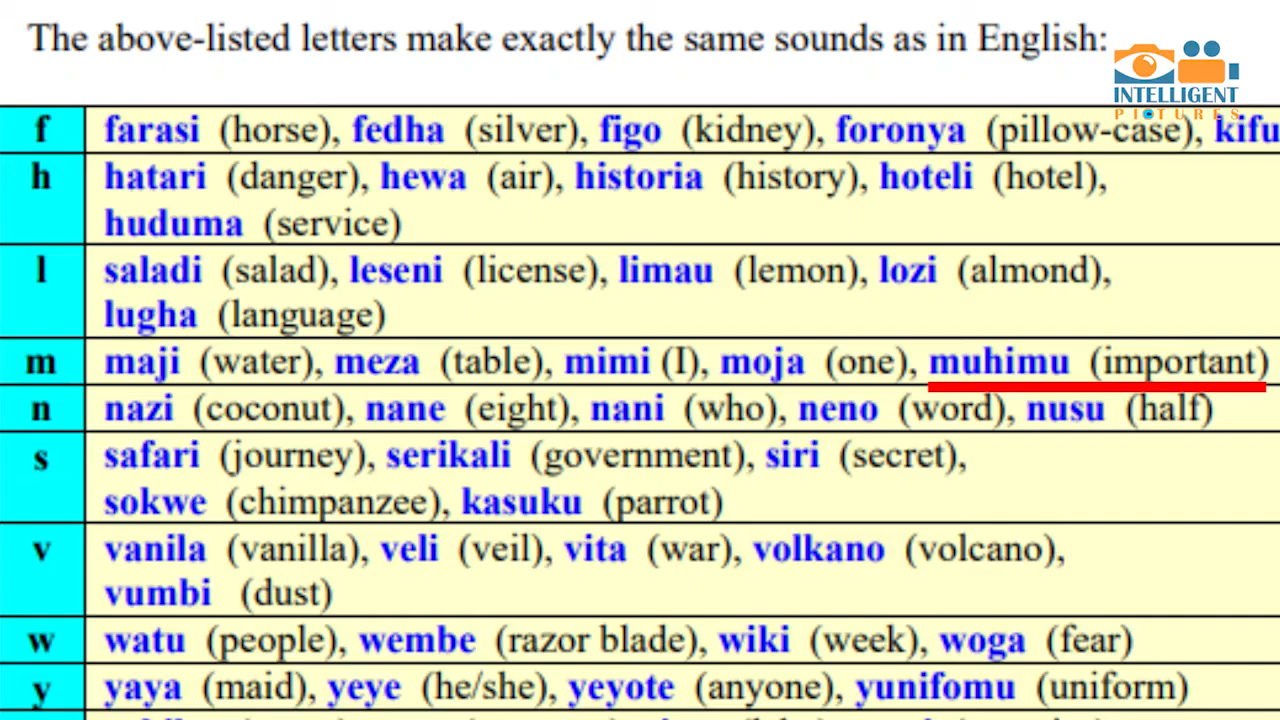 The above-listed letters make exactly the same sounds as in English:
INTELLIGENT
PICTURES
f farasi (horse), fedha (silver), figo (kidney), foronya (pillow-case), kifu
h hatari (danger), hewa (air), historia (history), hoteli (hotel),
huduma (service)
l saladi (salad), leseni (license), limau (lemon), lozi (almond),
lugha (language)
m maji (water), meza (table), mimi (I), moja (one), muhimu (important)
n nazi (coconut), nane (eight), nani (who), neno (word), nusu (half)
s safari (journey), serikali (government), siri (secret),
sokwe (chimpanzee), kasuku (parrot)
v vanila (vanilla), veli (veil), vita (war), volkano (volcano),
vumbi (dust)
w watu (people), wembe (razor blade), wiki (week), woga (fear)
y yaya (maid), yeye (he/she), yeyote (anyone), yunifomu (uniform)